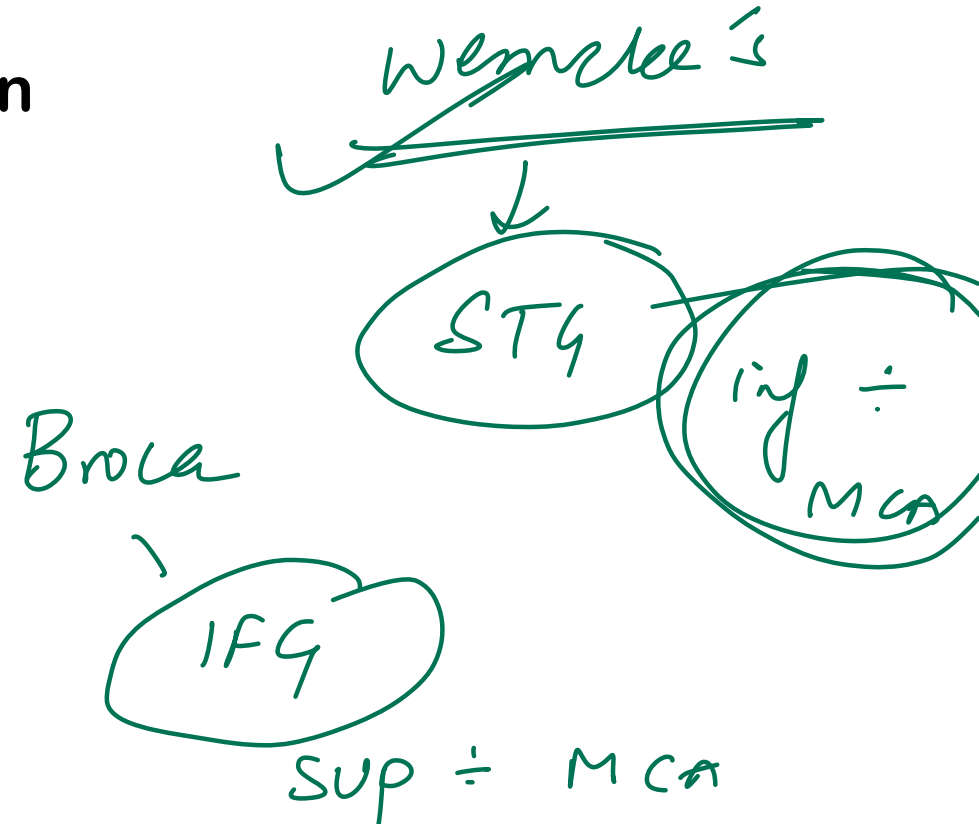 n
Wernicke's
STG
inf ÷
MCA
Broca
IFG
Sup ÷ MCA